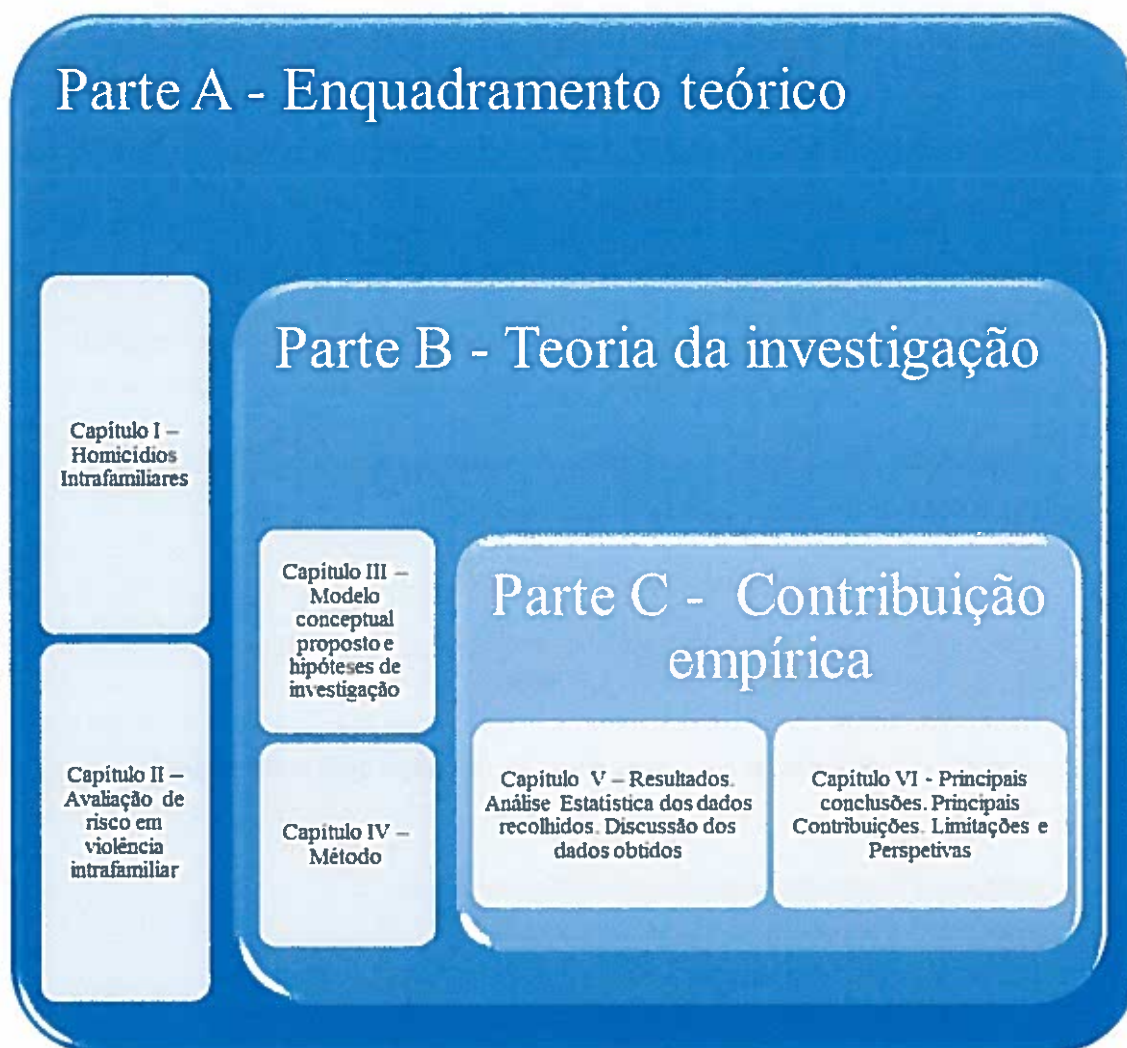 Parte A - Enquadramento teórico
Capítulo I –
Homicídios
Intrafamiliares
Capítulo II –
Avaliação de
risco em
violência
intrafamiliar
Parte B - Teoria da investigação
Capítulo III –
Modelo
conceptual
proposto e
hipóteses de
investigação
Capítulo IV –
Método
Parte C - Contribuição
empírica
Capítulo V – Resultados.
Análise Estatística dos dados
recolhidos. Discussão dos
dados obtidos
Capítulo VI - Principais
conclusões. Principais
Contribuições. Limitações e
Perspetivas